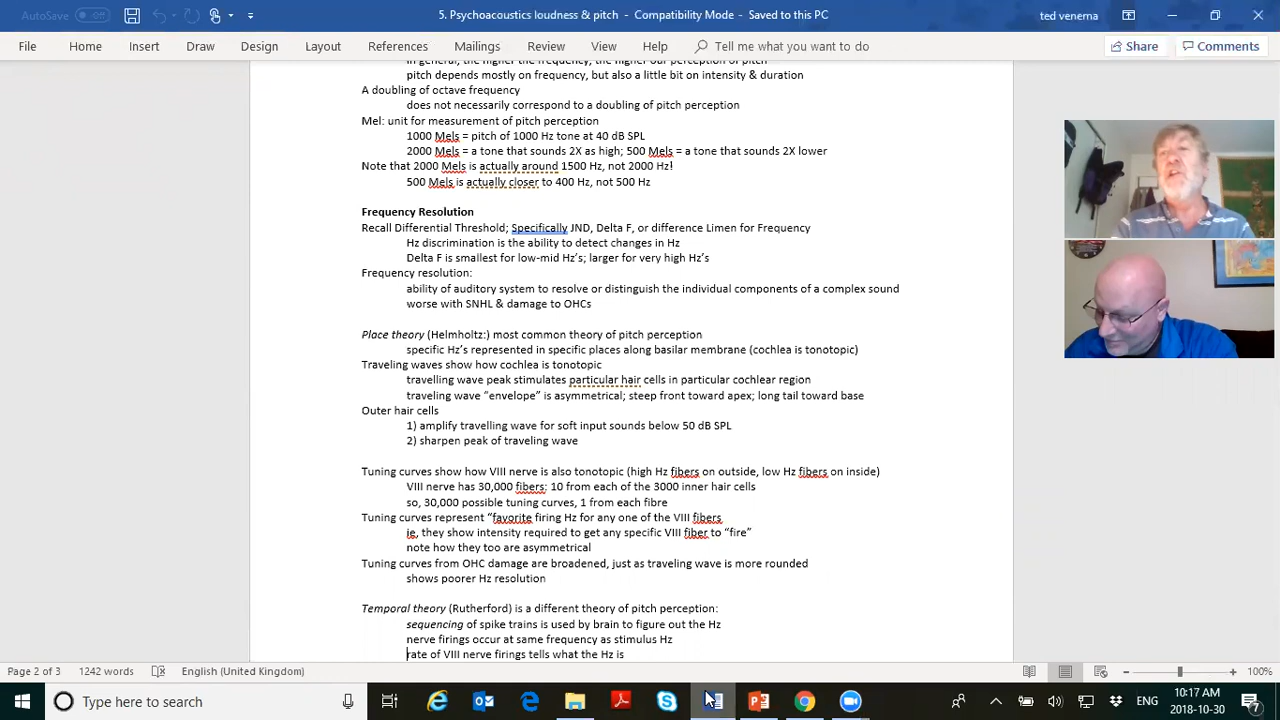 AutoSave Off
5. Psychoacoustics loudness & pitch - Compatibility Mode - Saved to this PC
ted venema
File Home Insert Draw Design Layout References Mailings Review View Help Tell me what you want to do Share Comments
In general, the higher the frequency, the higher our perception of pitch
pitch depends mostly on frequency, but also a little bit on intensity & duration
A doubling of octave frequency
does not necessarily correspond to a doubling of pitch perception
Mel: unit for measurement of pitch perception
1000 Mels = pitch of 1000 Hz tone at 40 dB SPL
2000 Mels = a tone that sounds 2X as high; 500 Mels = a tone that sounds 2X lower
Note that 2000 Mels is actually around 1500 Hz, not 2000 Hz!
500 Mels is actually closer to 400 Hz, not 500 Hz
Frequency Resolution
Recall Differential Threshold; Specifically JND, Delta F, or difference Limen for Frequency
Hz discrimination is the ability to detect changes in Hz
Delta F is smallest for low-mid Hz's; larger for very high Hz's
Frequency resolution:
ability of auditory system to resolve or distinguish the individual components of a complex sound
worse with SNHL & damage to OHCs
Place theory (Helmholtz:) most common theory of pitch perception
specific Hz's represented in specific places along basilar membrane (cochlea is tonotopic)
Traveling waves show how cochlea is tonotopic
travelling wave peak stimulates particular hair cells in particular cochlear region
traveling wave "envelope" is asymmetrical; steep front toward apex; long tail toward base
Outer hair cells
1) amplify travelling wave for soft input sounds below 50 dB SPL
2) sharpen peak of traveling wave
Tuning curves show how VIII nerve is also tonotopic (high Hz fibers on outside, low Hz fibers on inside)
VIII nerve has 30,000 fibers: 10 from each of the 3000 inner hair cells
so, 30,000 possible tuning curves, 1 from each fibre
Tuning curves represent "favorite firing Hz for any one of the VIII fibers
ie, they show intensity required to get any specific VIII fiber to "fire"
note how they too are asymmetrical
Tuning curves from OHC damage are broadened, just as traveling wave is more rounded
shows poorer Hz resolution
Temporal theory (Rutherford) is a different theory of pitch perception:
sequencing of spike trains is used by brain to figure out the Hz
nerve firings occur at same frequency as stimulus Hz
rate of VIII nerve firings tells what the Hz is
Page 2 of 3 1242 words English (United Kingdom) 100%
Type here to search
ENG
10:17 AM
2018-10-30
7